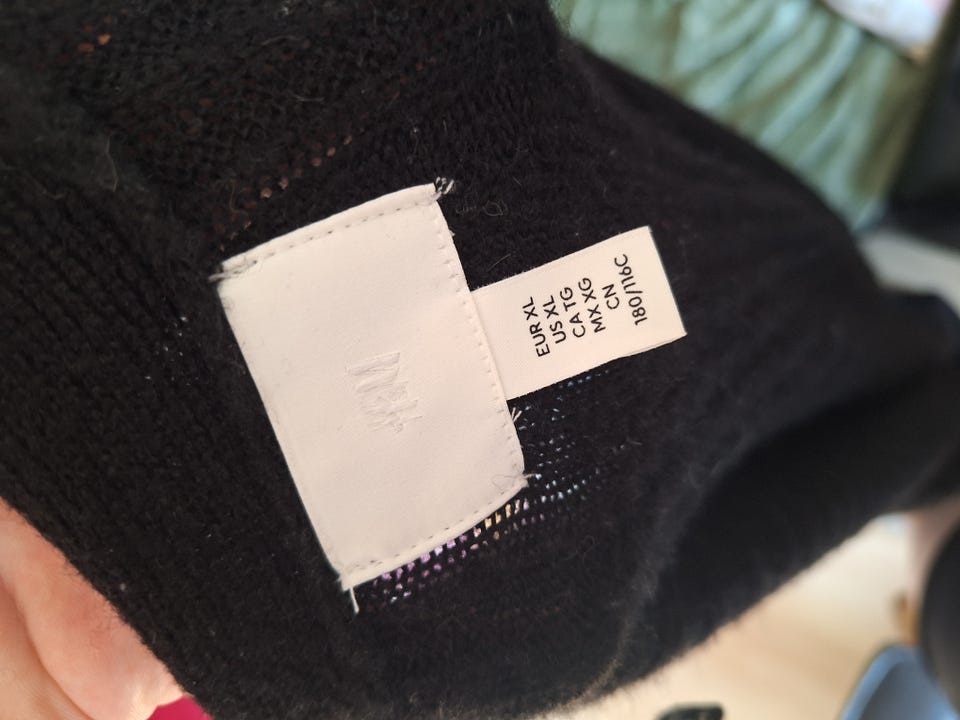 H&M
EUR XL
US XL
CA TG
MX XG
CN
180/116C